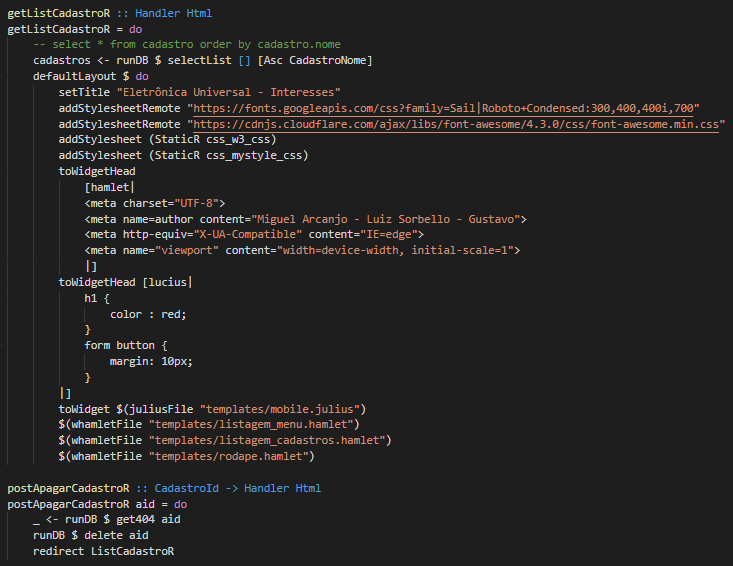 getListCadastroR :: Handler Html
getListCadastroR = do
    -- select * from cadastro order by cadastro.nome
    cadastros <- runDB $ selectList [] [Asc CadastroNome]
    defaultLayout $ do
        setTitle "Eletrônica Universal - Interesses"
        addStylesheetRemote "https://fonts.googleapis.com/css?family=Sail|Roboto+Condensed:300,400,400i,700"
        addStylesheetRemote "https://cdnjs.cloudflare.com/ajax/libs/font-awesome/4.3.0/css/font-awesome.min.css"
        addStylesheet (StaticR css_w3_css)
        addStylesheet (StaticR css_mystyle_css)
        toWidgetHead
            [hamlet|
            <meta charset="UTF-8">
            <meta name=author content="Miguel Arcanjo - Luiz Sorbello - Gustavo">
            <meta http-equiv="X-UA-Compatible" content="IE=edge">
            <meta name="viewport" content="width=device-width, initial-scale=1">
            |]
        toWidgetHead [lucius|
            h1 {
                color : red;
            }
            form button {
                margin: 10px;
            }
        |]
        toWidget $(juliusFile "templates/mobile.julius")
        $(whamletFile "templates/listagem_menu.hamlet")
        $(whamletFile "templates/listagem_cadastros.hamlet")
        $(whamletFile "templates/rodape.hamlet")
postApagarCadastroR :: CadastroId -> Handler Html
postApagarCadastroR aid = do
    _ <- runDB $ get404 aid
    runDB $ delete aid
    redirect ListCadastroR